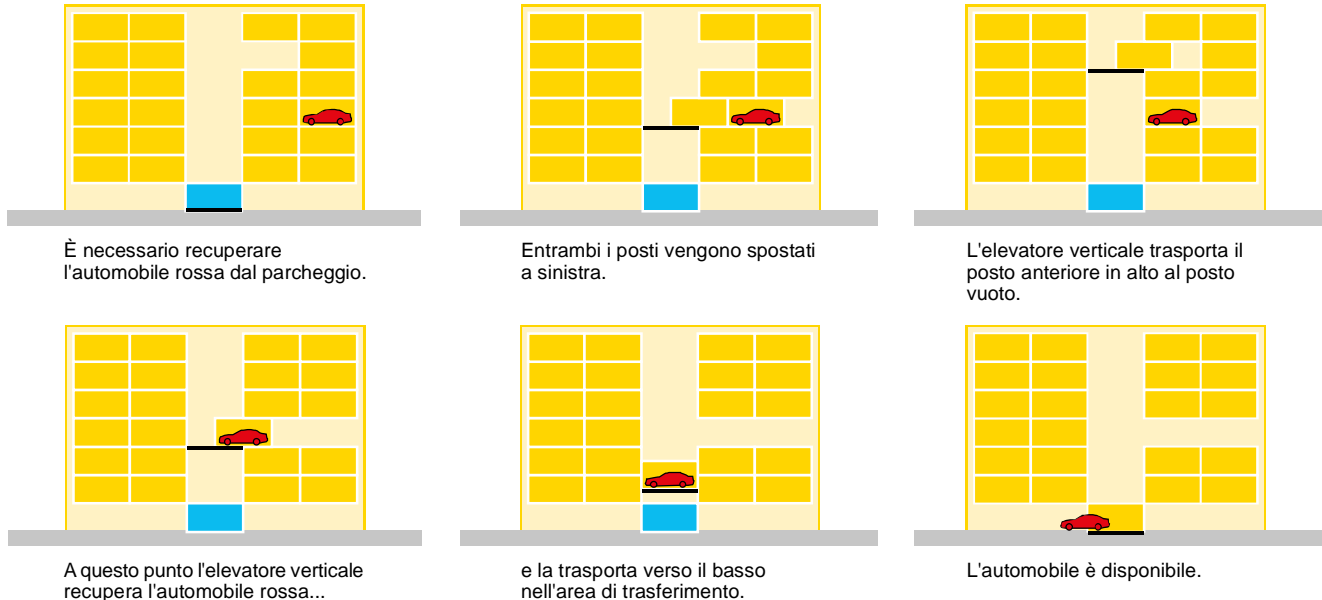 È necessario recuperare
l'automobile rossa dal parcheggio.
Entrambi i posti vengono spostati
a sinistra.
L'elevatore verticale trasporta il
posto anteriore in alto al posto
vuoto.
A questo punto l'elevatore verticale
recupera l'automobile rossa...
e la trasporta verso il basso
nell'area di trasferimento.
L'automobile è disponibile.